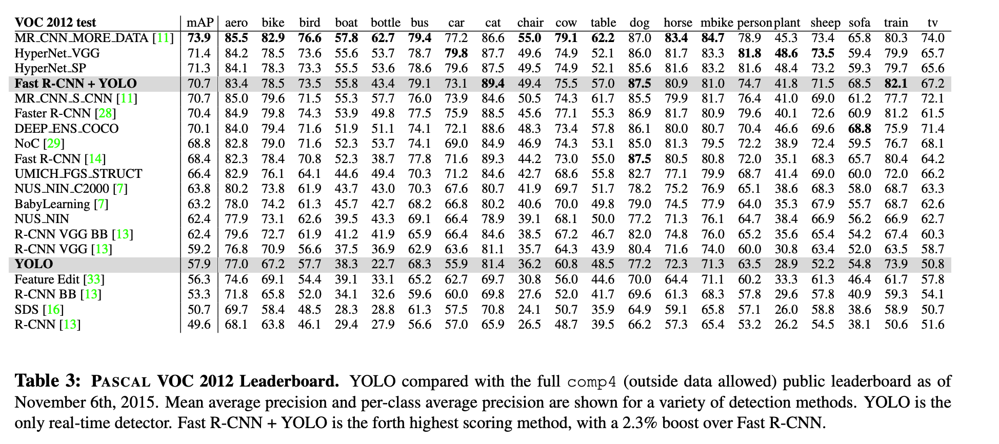 VOC 2012 test mAP aero bike bird boat bottle bus car cat chair cow table dog horse mbike person plant sheep sofa train tv
MR_CNN_MORE_DATA [11] 73.9 85.5 82.9 76.6 57.8 62.7 79.4 77.2 86.6 55.0 79.1 62.2 87.0 83.4 84.7 78.9 45.3 73.4 65.8 80.3 74.0
HyperNet_VGG 71.4 84.2 78.5 73.6 55.6 53.7 78.7 79.8 87.7 49.6 74.9 52.1 86.0 81.7 83.3 81.8 48.6 73.5 59.4 79.9 65.7
HyperNet_SP 71.3 84.1 78.3 73.3 55.5 53.6 78.6 79.6 87.5 49.5 74.9 52.1 85.6 81.6 83.2 81.6 48.4 73.2 59.3 79.7 65.6
Fast R-CNN + YOLO 70.7 83.4 78.5 73.5 55.8 43.4 79.1 73.1 89.4 49.4 75.5 57.0 87.5 80.9 81.0 74.7 41.8 71.5 68.5 82.1 67.2
MR_CNN_S_CNN [11] 70.7 85.0 79.6 71.5 55.3 57.7 76.0 73.9 84.6 50.5 74.3 61.7 85.5 79.9 81.7 76.4 41.0 69.0 61.2 77.7 72.1
Faster R-CNN [28] 70.4 84.9 79.8 74.3 53.9 49.8 77.5 75.9 88.5 45.6 77.1 55.3 86.9 81.7 80.9 79.6 40.1 72.6 60.9 81.2 61.5
DEEP_ENS_COCO 70.1 84.0 79.4 71.6 51.9 51.1 74.1 72.1 88.6 48.3 73.4 57.8 86.1 80.0 80.7 70.4 46.6 69.6 68.8 75.9 71.4
NoC [29] 68.8 82.8 79.0 71.6 52.3 53.7 74.1 69.0 84.9 46.9 74.3 53.1 85.0 81.3 79.5 72.2 38.9 72.4 59.5 76.7 68.1
Fast R-CNN [14] 68.4 82.3 78.4 70.8 52.3 38.7 77.8 71.6 89.3 44.2 73.0 55.0 87.5 80.5 80.8 72.0 35.1 68.3 65.7 80.4 64.2
UMICH_FGS_STRUCT 66.4 82.9 76.1 64.1 44.6 49.4 70.3 71.2 84.6 42.7 68.6 55.8 82.7 77.1 79.9 68.7 41.4 69.0 60.0 72.0 66.2
NUS_NIN_C2000 [7] 63.8 80.2 73.8 61.9 43.7 43.0 70.3 67.6 80.7 41.9 69.7 51.7 78.2 75.2 76.9 65.1 38.6 68.3 58.0 68.7 63.3
BabyLearning [7] 63.2 78.0 74.2 61.3 45.7 42.7 68.2 66.8 80.2 40.6 70.0 49.8 79.0 74.5 77.9 64.0 35.3 67.9 55.7 68.7 62.6
NUS_NIN 62.4 77.9 73.1 62.6 39.5 43.3 69.1 66.4 78.9 39.1 68.1 50.0 77.2 71.3 76.1 64.7 38.4 66.9 56.2 66.9 62.7
R-CNN VGG BB [13] 62.4 79.6 72.7 61.9 41.2 41.9 65.9 66.4 84.6 38.5 67.2 46.7 82.0 74.8 76.0 65.2 35.6 65.4 54.2 67.4 60.3
R-CNN VGG [13] 59.2 76.8 70.9 56.6 37.5 36.9 62.9 63.6 81.1 35.7 64.3 43.9 80.4 71.6 74.0 60.0 30.8 63.4 52.0 63.5 58.7
YOLO 57.9 77.0 67.2 57.7 38.3 22.7 68.3 55.9 81.4 36.2 60.8 48.5 77.2 72.3 71.3 63.5 28.9 52.2 54.8 73.9 50.8
Feature Edit [33] 56.3 74.6 69.1 54.4 39.1 33.1 65.2 62.7 69.7 30.8 56.0 44.6 70.0 64.4 71.1 60.2 33.3 61.3 46.4 61.7 57.8
R-CNN BB [13] 53.3 71.8 65.8 52.0 34.1 32.6 59.6 60.0 69.8 27.6 52.0 41.7 69.6 61.3 68.3 57.8 29.6 57.8 40.9 59.3 54.1
SDS [16] 50.7 69.7 58.4 48.5 28.3 28.8 61.3 57.5 70.8 24.1 50.7 35.9 64.9 59.1 65.8 57.1 26.0 58.8 38.6 58.9 50.7
R-CNN [13] 49.6 68.1 63.8 46.1 29.4 27.9 56.6 57.0 65.9 26.5 48.7 39.5 66.2 57.3 65.4 53.2 26.2 54.5 38.1 50.6 51.6
Table 3: PASCAL VOC 2012 Leaderboard. YOLO compared with the full comp4 (outside data allowed) public leaderboard as of
November 6th, 2015. Mean average precision and per-class average precision are shown for a variety of detection methods. YOLO is the
only real-time detector. Fast R-CNN + YOLO is the forth highest scoring method, with a 2.3% boost over Fast R-CNN.